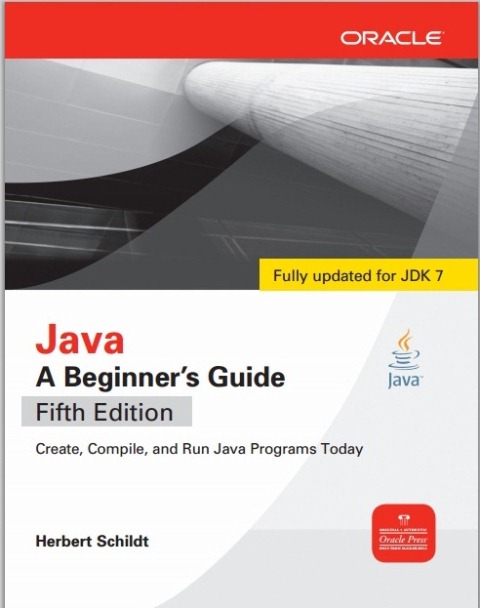 ORACLE
Fully updated for JDK 7
Java
A Beginner's Guide
Fifth Edition
Java™
Create, Compile, and Run Java Programs Today
Herbert Schildt
Oracle Press